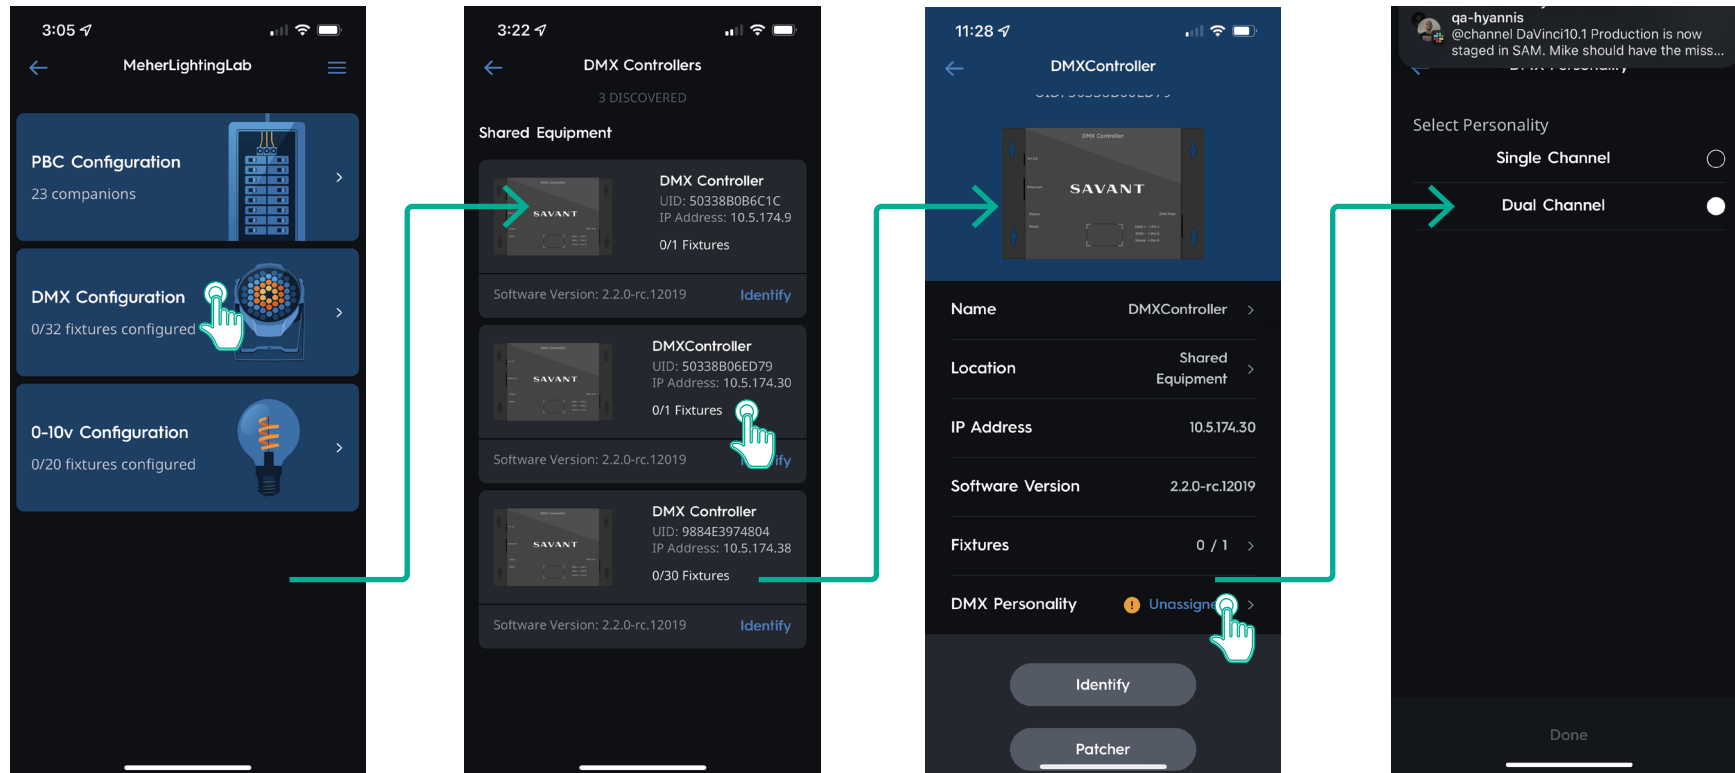 3:05
MeherLightingLab
PBC Configuration
23 companions
DMX Configuration
0/32 fixtures configured
0-10v Configuration
0/20 fixtures configured
3:22
DMX Controllers
3 DISCOVERED
Shared Equipment
DMX Controller
UID: 50338B0B6C1C
IP Address: 10.5.174.9
SAVANT
0/1 Fixtures
Software Version: 2.2.0-rc.12019
Identify
DMXController
UID: 50338B06ED79
IP Address: 10.5.174.30
SAVANT
0/1 Fixtures
Software Version: 2.2.0-rc.12019
DMX Controller
UID: 9884E3974804
IP Address: 10.5.174.38
SAVANT
0/30 Fixtures
Software Version: 2.2.0-rc.12019
Identify
11:28
DMXController
UID: 50338B06ED79
DMX Controller
SAVANT
Name
DMXController
Location
Shared
Equipment
IP Address
10.5.174.30
Software Version
2.2.0-rc.12019
Fixtures
0 / 1
DMX Personality
Unassigne
Identify
Patcher
qa-hyannis
@channel DaVinci10.1 Production is now
staged in SAM. Mike should have the miss...
DMX Personality
Select Personality
Single Channel
Dual Channel
Done